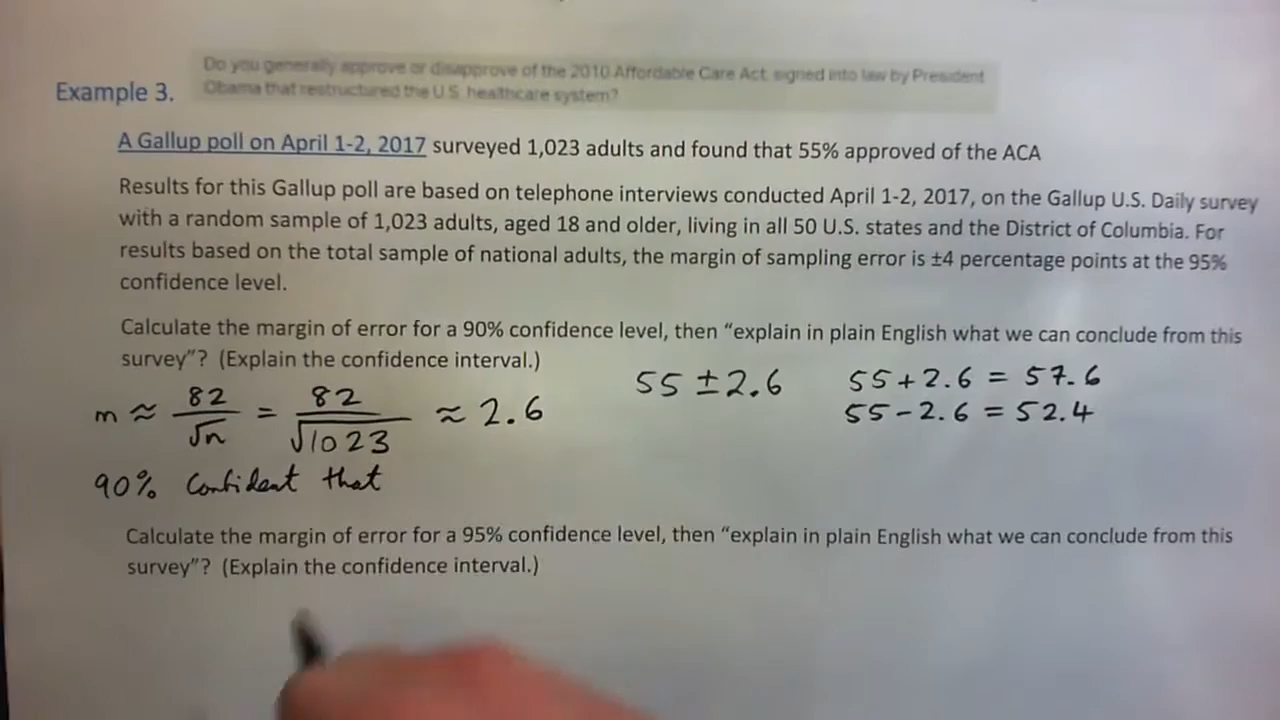 Do you generally approve or disapprove of the 2010 Affordable Care Act, signed into law by President
Obama that restructured the U.S. healthcare system?
Example 3.
A Gallup poll on April 1-2, 2017 surveyed 1,023 adults and found that 55% approved of the ACA
Results for this Gallup poll are based on telephone interviews conducted April 1-2, 2017, on the Gallup U.S. Daily survey
with a random sample of 1,023 adults, aged 18 and older, living in all 50 U.S. states and the District of Columbia. For
results based on the total sample of national adults, the margin of sampling error is ±4 percentage points at the 95%
confidence level.
Calculate the margin of error for a 90% confidence level, then “explain in plain English what we can conclude from this
survey”? (Explain the confidence interval.)
m ≈ 82/√n = 82/√1023 ≈ 2.6
55 ± 2.6
55 + 2.6 = 57.6
55 - 2.6 = 52.4
90% Confident that
Calculate the margin of error for a 95% confidence level, then “explain in plain English what we can conclude from this
survey”? (Explain the confidence interval.)